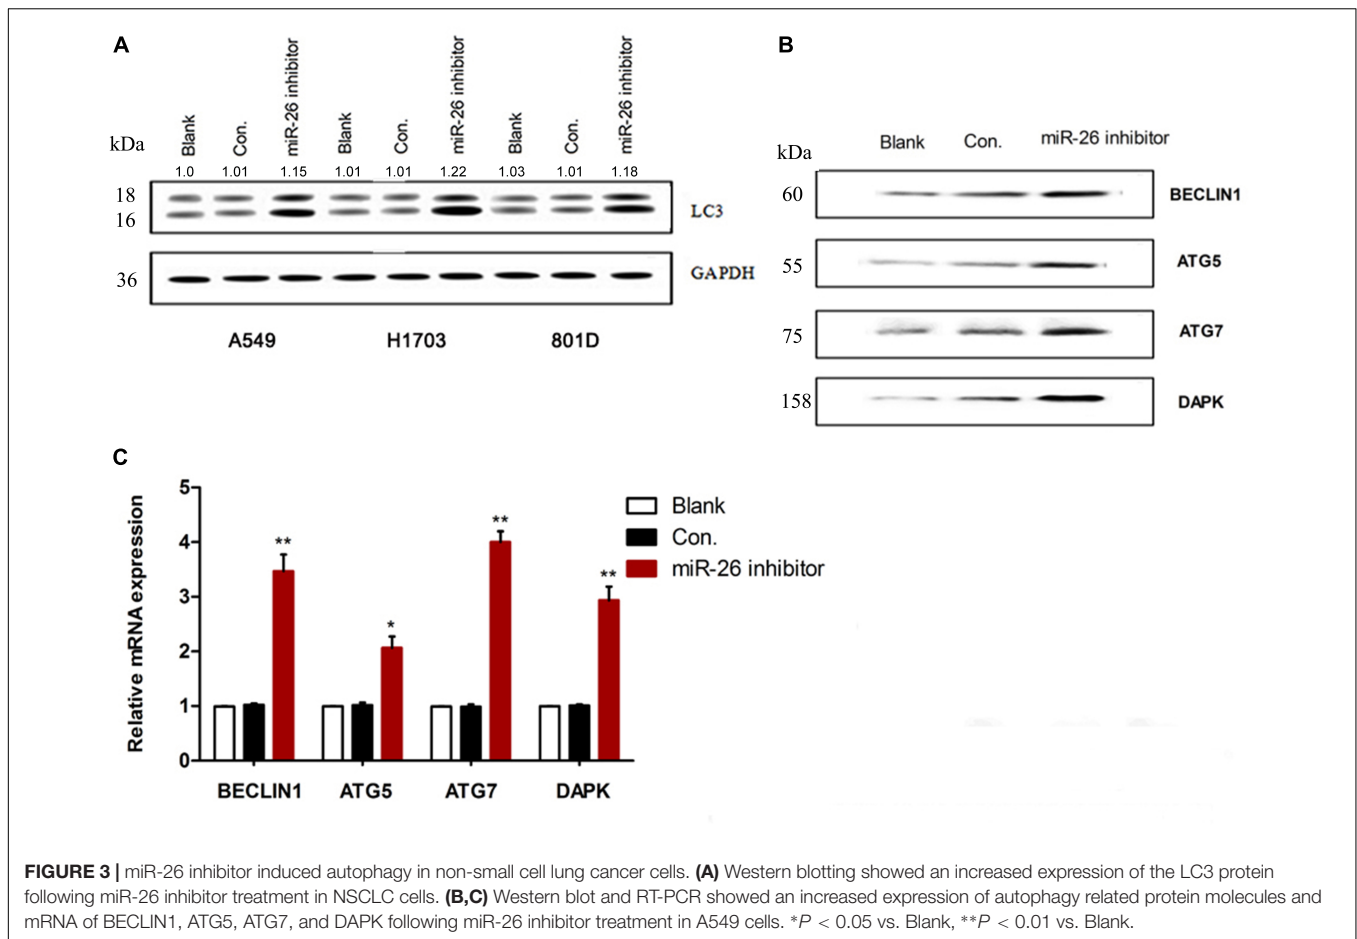 A
kDa
Blank
Con.
miR-26 inhibitor
Blank
Con.
miR-26 inhibitor
Blank
Con.
miR-26 inhibitor
1.0 1.01 1.15 1.01 1.01 1.22 1.03 1.01 1.18
18
16
LC3
36
GAPDH
A549 H1703 801D
B
kDa
Blank Con. miR-26 inhibitor
60 BECLIN1
55 ATG5
75 ATG7
158 DAPK
C
Relative mRNA expression
5
4
3
2
1
0
** * ** **
BECLIN1 ATG5 ATG7 DAPK
Blank
Con.
miR-26 inhibitor
FIGURE 3 | miR-26 inhibitor induced autophagy in non-small cell lung cancer cells. (A) Western blotting showed an increased expression of the LC3 protein
following miR-26 inhibitor treatment in NSCLC cells. (B,C) Western blot and RT-PCR showed an increased expression of autophagy related protein molecules and
mRNA of BECLIN1, ATG5, ATG7, and DAPK following miR-26 inhibitor treatment in A549 cells. *P < 0.05 vs. Blank, **P < 0.01 vs. Blank.